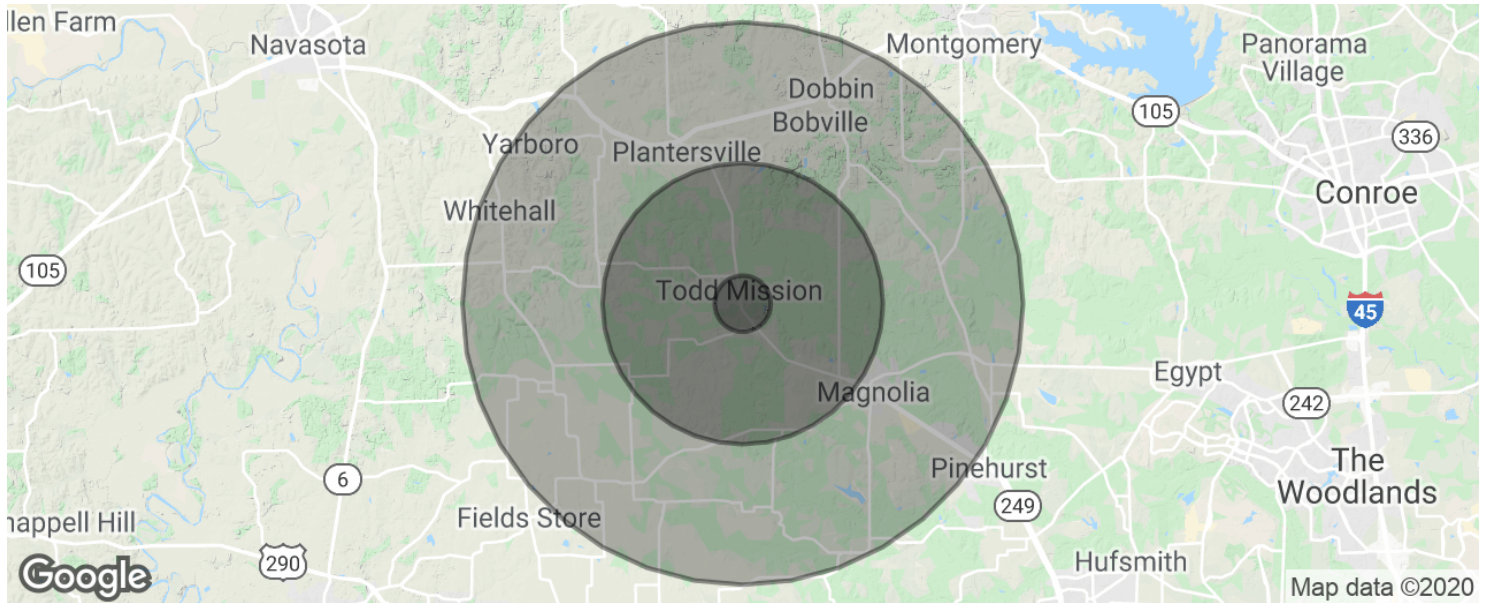 llen Farm
Navasota
Montgomery
Panorama
Village
Dobbin
Bobville
105
336
Yarboro
Plantersville
Conroe
Whitehall
105
Todd Mission
45
Egypt
Magnolia
242
Pinehurst
The
Woodlands
6
249
Fields Store
happell Hill
290
Hufsmith
Google
Map data ©2020